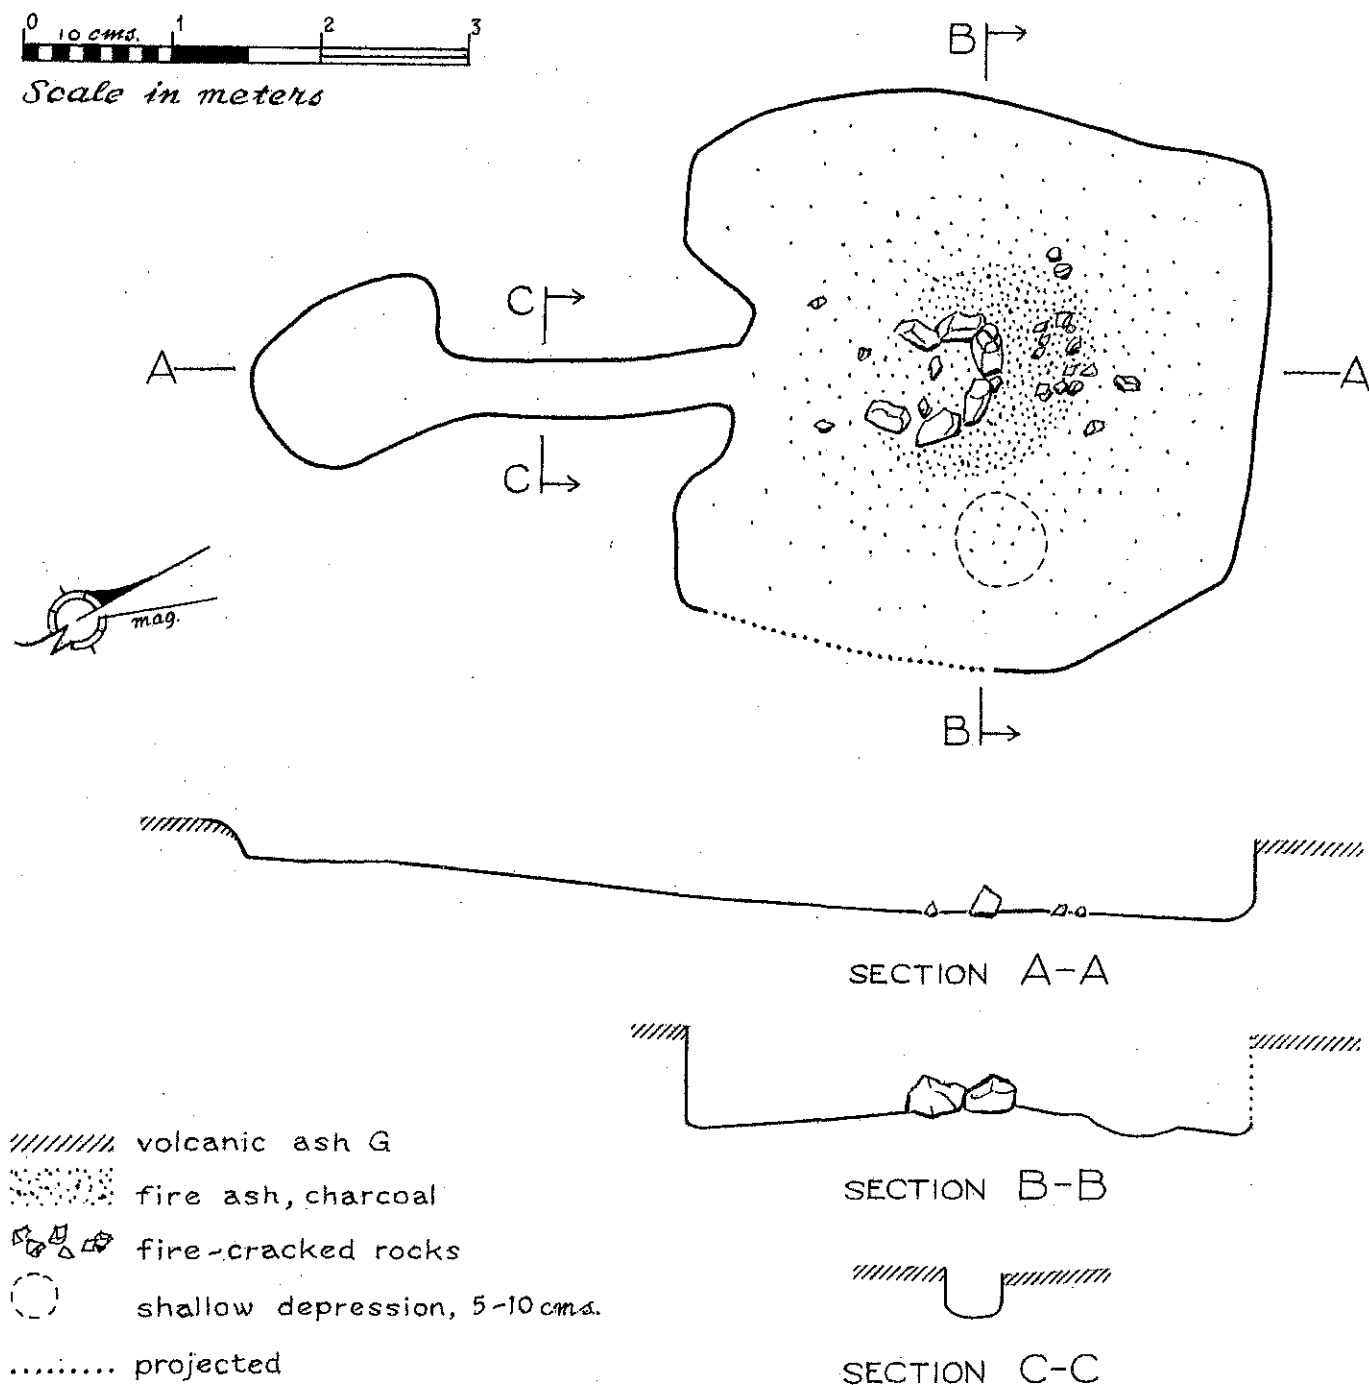 0 1 2 3
10 cms.
Scale in meters
B
C
A A
C
mag.
B
SECTION A-A
volcanic ash G
fire ash, charcoal
SECTION B-B
fire-cracked rocks
shallow depression, 5-10 cms.
projected
SECTION C-C